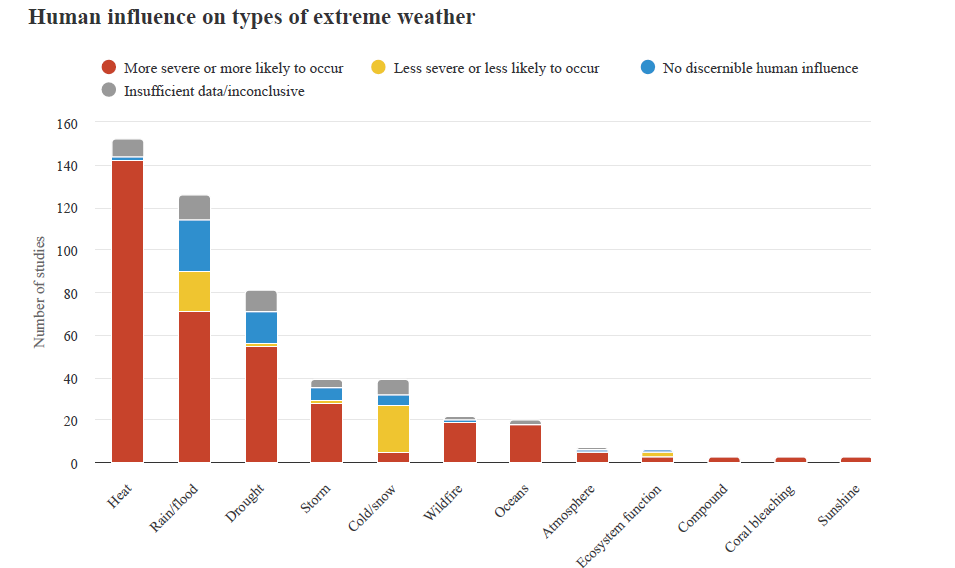 Human influence on types of extreme weather
More severe or more likely to occur
Less severe or less likely to occur
No discernible human influence
Insufficient data/inconclusive
Number of studies
160
140
120
100
80
60
40
20
0
Heat
Rain/flood
Drought
Storm
Cold/snow
Wildfire
Oceans
Atmosphere
Ecosystem function
Compound
Coral bleaching
Sunshine